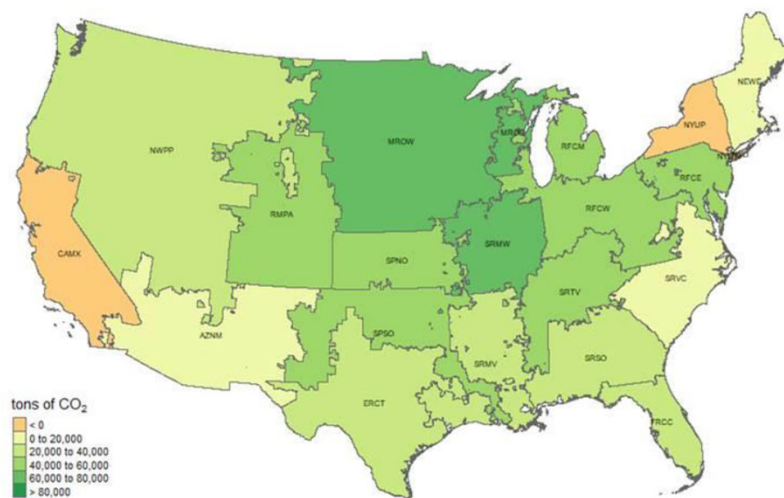 NEWE
NYUP
MROW
MROE
RFCM
NWPP
RFCE
RMPA
RFCW
SRMW
CAMX
SPNO
SRTV
SRVC
AZNM
SPSO
SRMV
SRSO
ERCT
FRCC
tons of CO₂
< 0
0 to 20,000
20,000 to 40,000
40,000 to 60,000
60,000 to 80,000
> 80,000